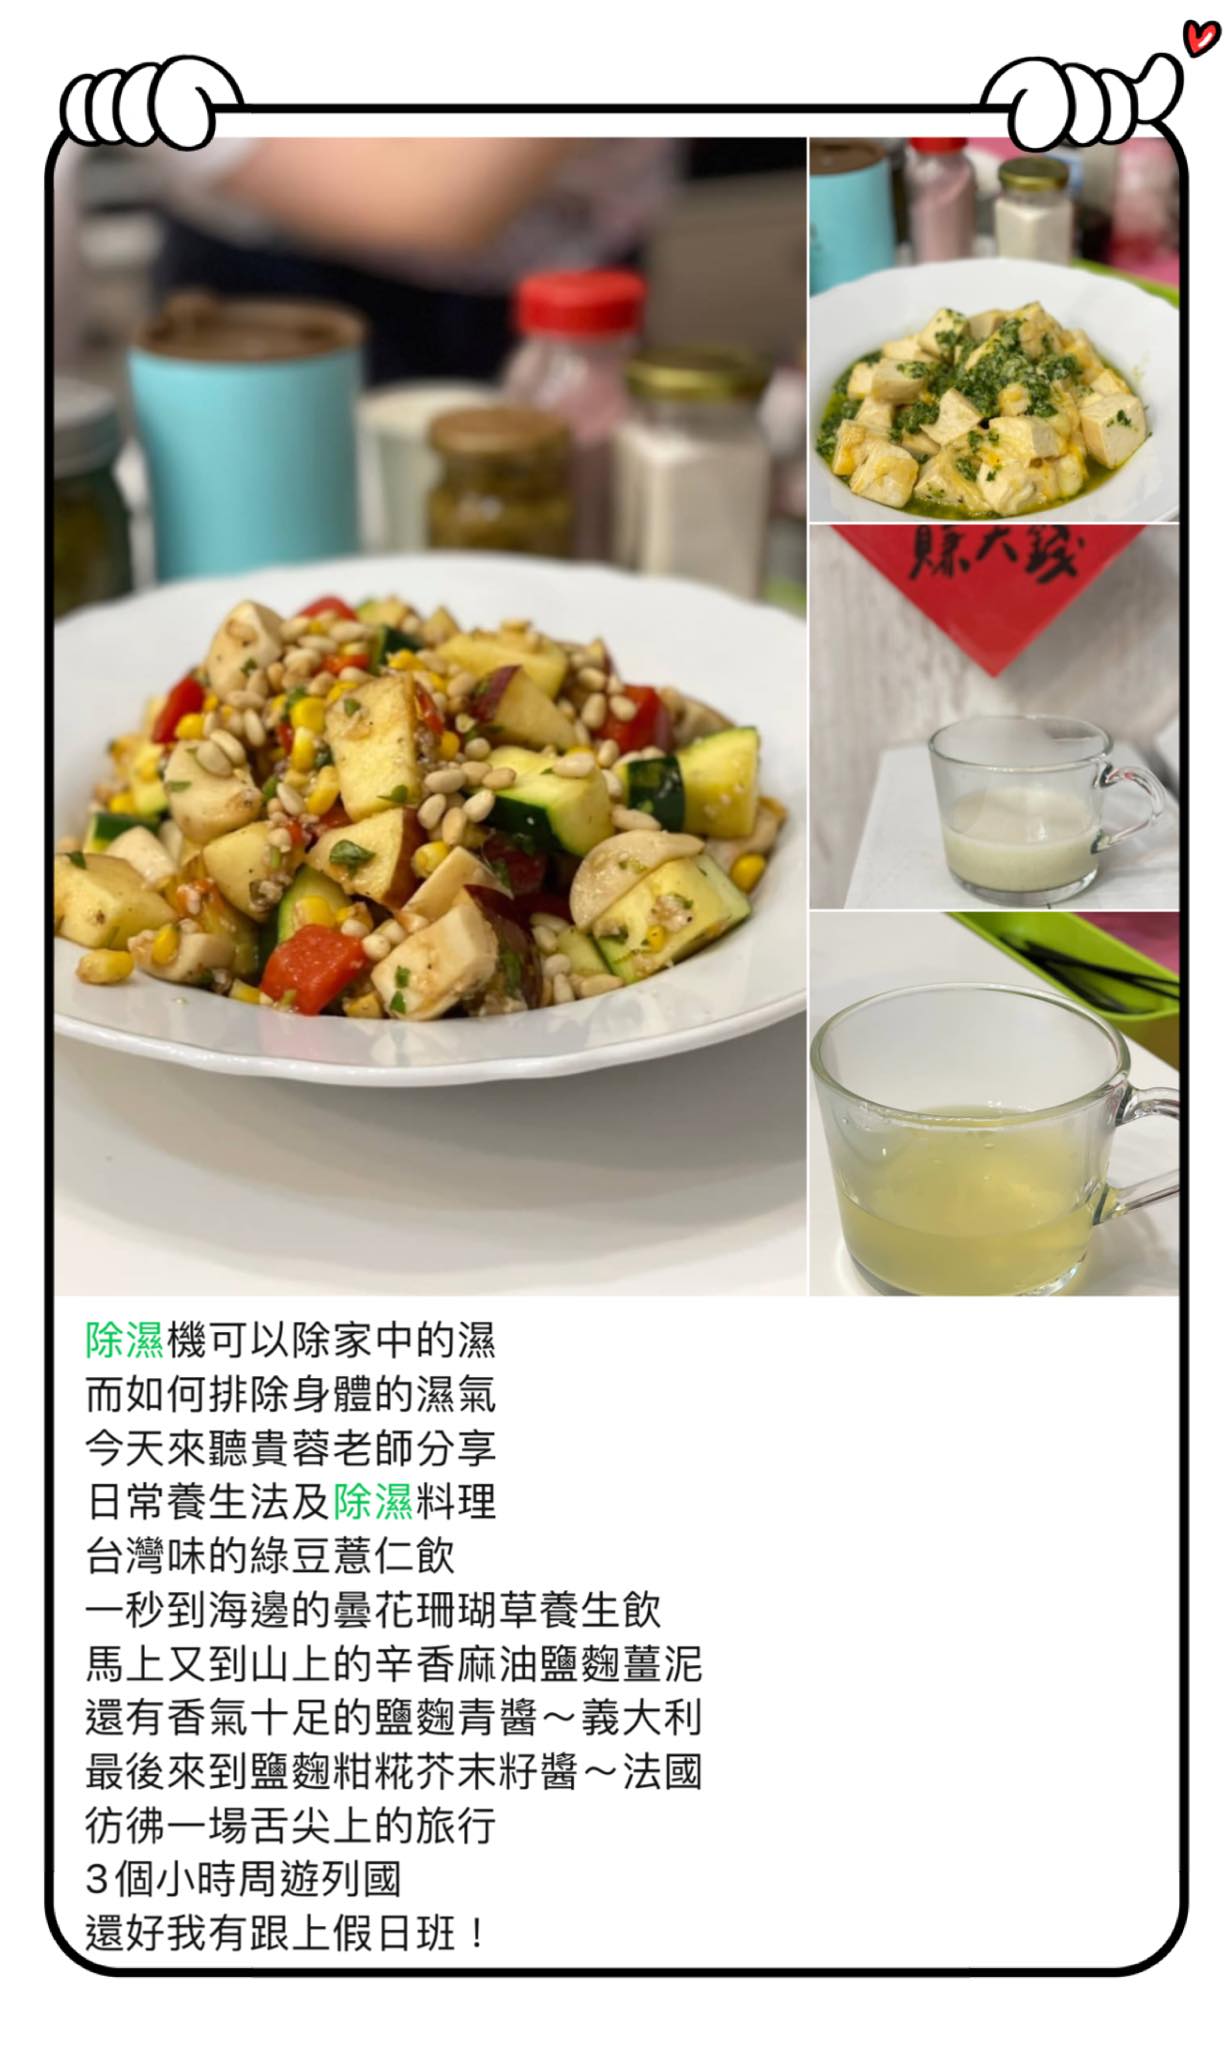 賺大錢
除濕機可以除家中的濕
而如何排除身體的濕氣
今天來聽貴蓉老師分享
日常養生法及除濕料理
台灣味的綠豆薏仁飲
一秒到海邊的曇花珊瑚草養生飲
馬上又到山上的辛香麻油鹽麴薑泥
還有香氣十足的鹽麴青醬～義大利
最後來到鹽麴柑糀芥末籽醬～法國
彷彿一場舌尖上的旅行
3個小時周遊列國
還好我有跟上假日班！